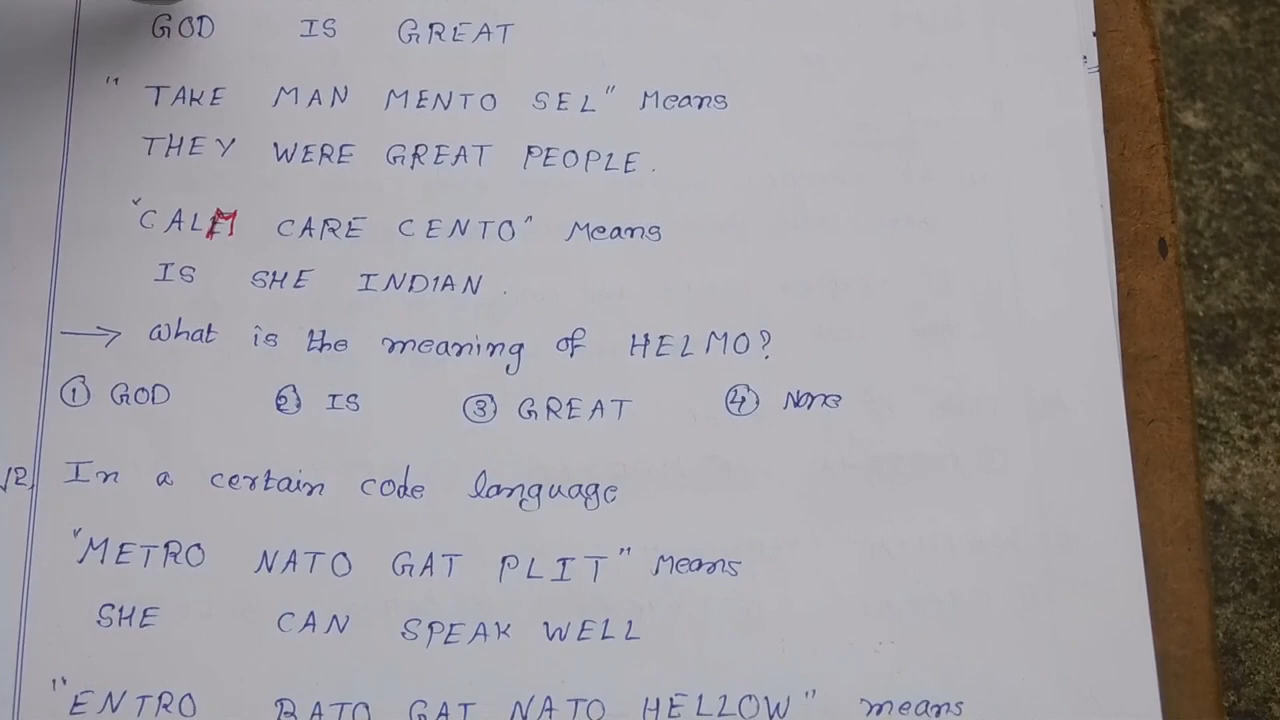 GOD IS GREAT
"TAKE MAN MENTO SEL" Means
THEY WERE GREAT PEOPLE.
"CALM CARE CENTO" Means
IS SHE INDIAN.
→ What is the meaning of HELMO?
① GOD ② IS ③ GREAT ④ None
12) In a certain code language
"METRO NATO GAT PLIT" Means
SHE CAN SPEAK WELL
"ENTRO BATO GAT NATO HELLOW" means